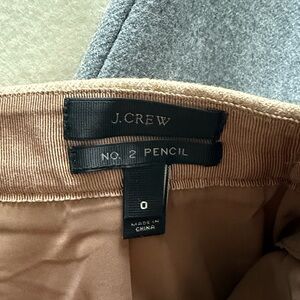 J.CREW
NO. 2 PENCIL
0
MADE IN
CHINA